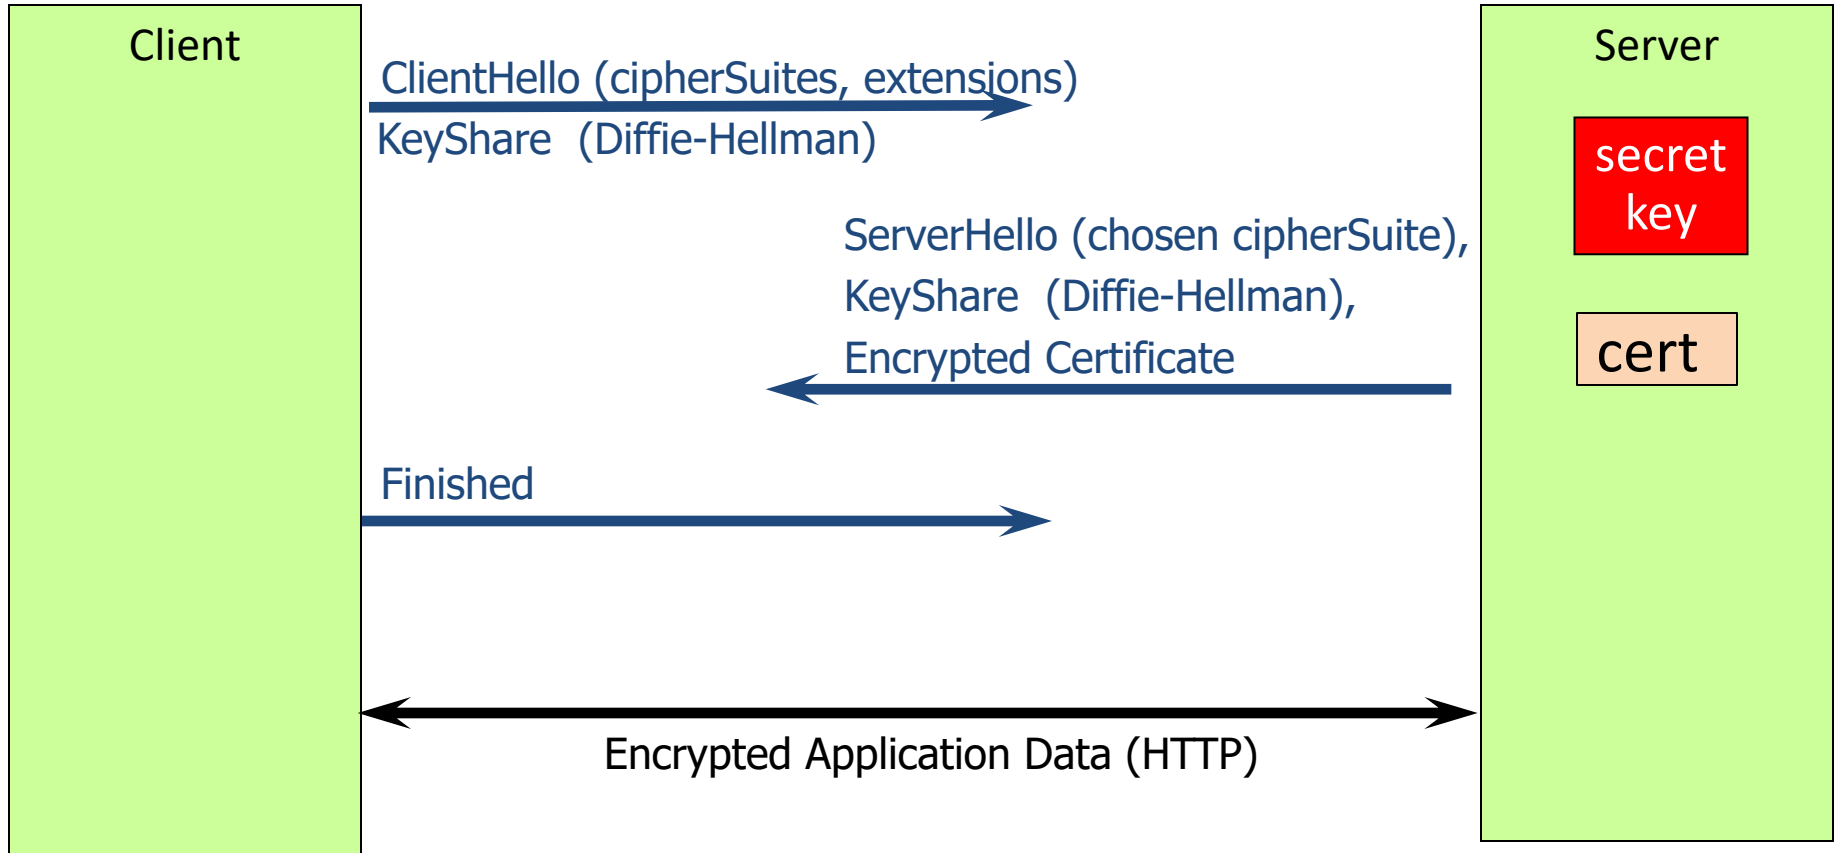 Client
Server
ClientHello (cipherSuites, extensions)
KeyShare (Diffie-Hellman)
secret
key
ServerHello (chosen cipherSuite),
KeyShare (Diffie-Hellman),
Encrypted Certificate
cert
Finished
Encrypted Application Data (HTTP)